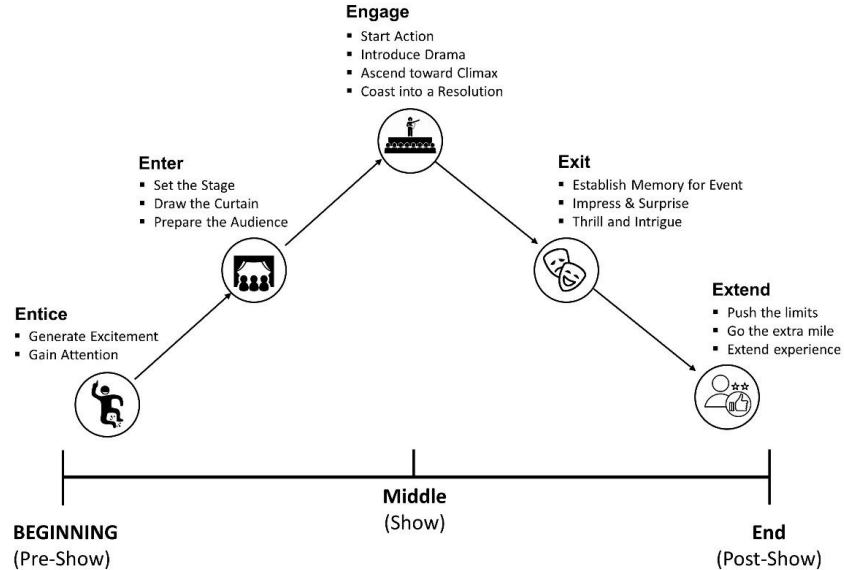 Engage
▪ Start Action
▪ Introduce Drama
▪ Ascend toward Climax
▪ Coast into a Resolution
Enter
▪ Set the Stage
▪ Draw the Curtain
▪ Prepare the Audience
Exit
▪ Establish Memory for Event
▪ Impress & Surprise
▪ Thrill and Intrigue
Entice
▪ Generate Excitement
▪ Gain Attention
Extend
▪ Push the limits
▪ Go the extra mile
▪ Extend experience
BEGINNING
(Pre-Show)
Middle
(Show)
End
(Post-Show)